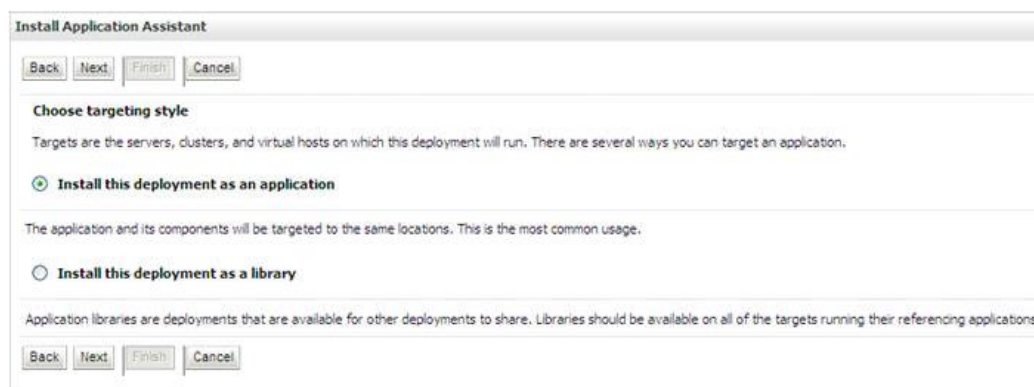 Install Application Assistant
Back Next Finish Cancel
Choose targeting style
Targets are the servers, clusters, and virtual hosts on which this deployment will run. There are several ways you can target an application.
Install this deployment as an application
The application and its components will be targeted to the same locations. This is the most common usage.
Install this deployment as a library
Application libraries are deployments that are available for other deployments to share. Libraries should be available on all of the targets running their referencing applications
Back Next Finish Cancel